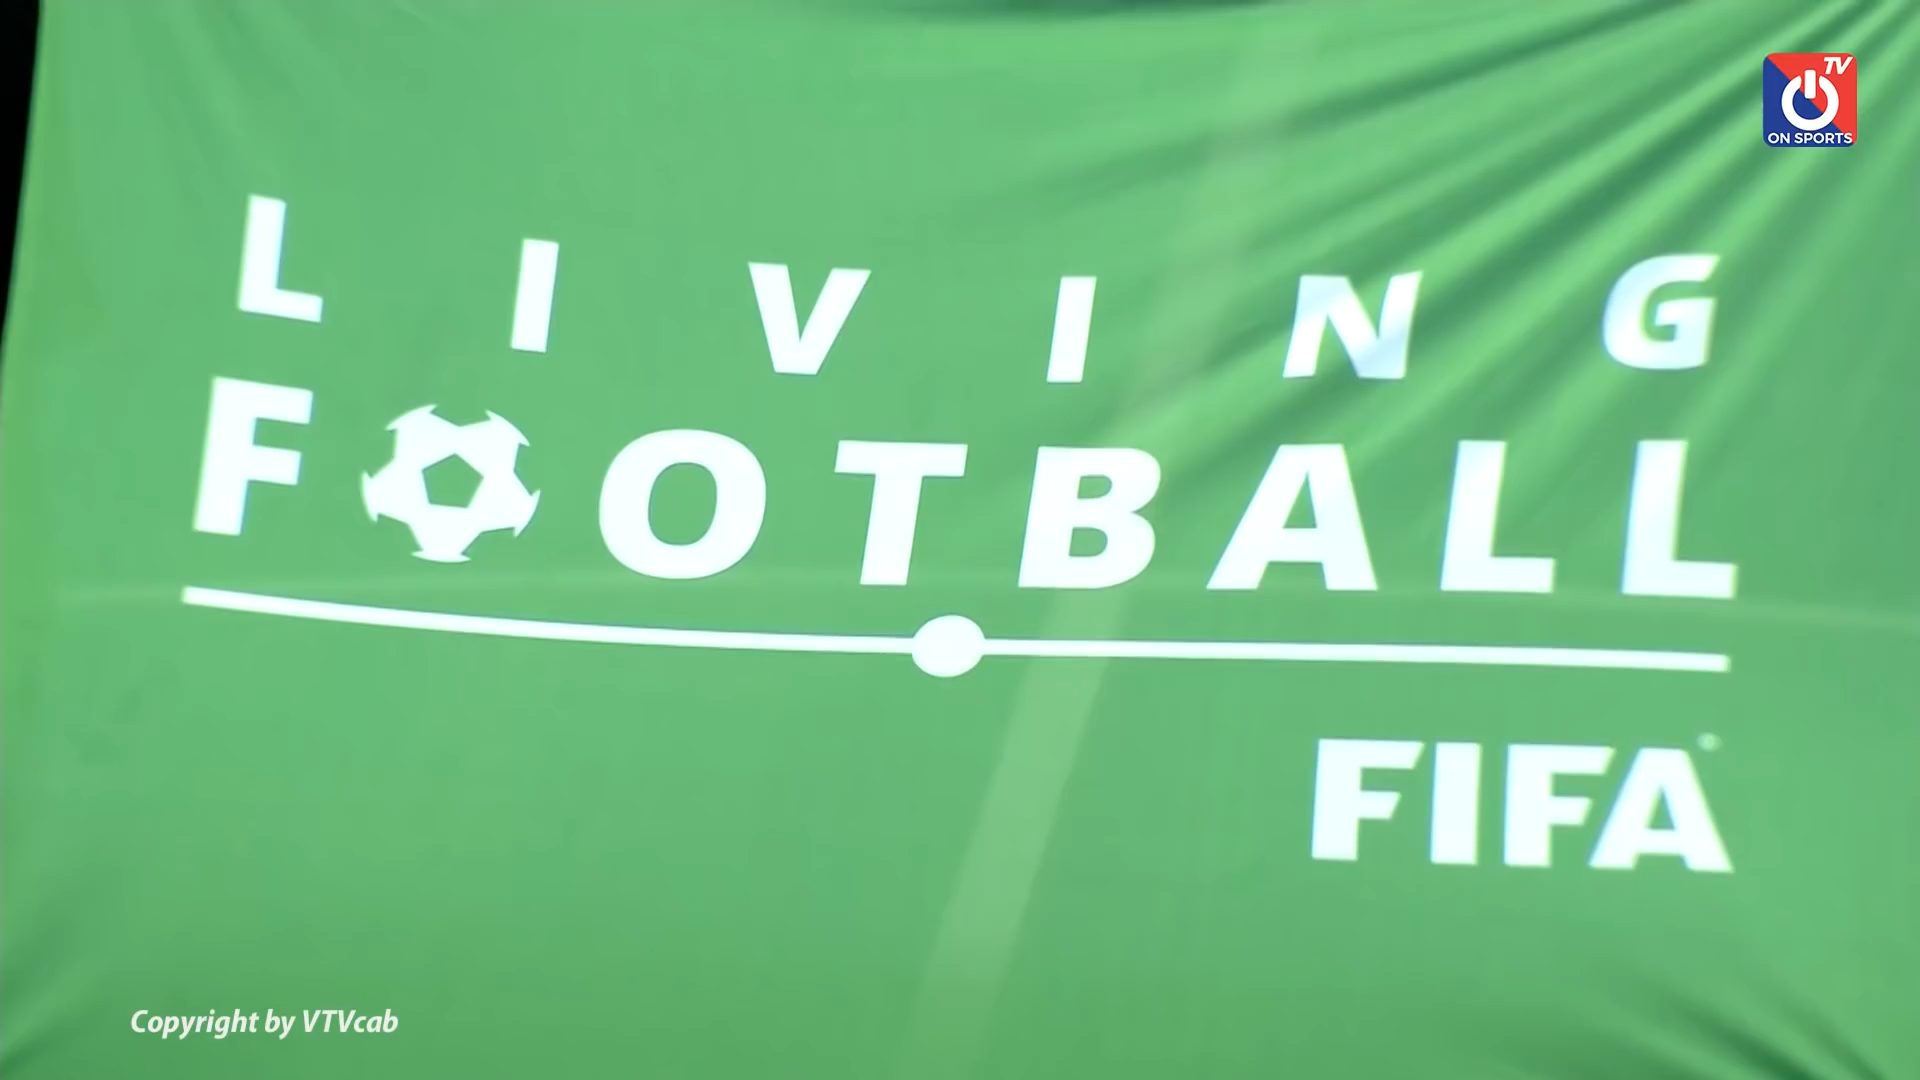 TV
ON SPORTS
LIVING
FOOTBALL
FIFA
Copyright by VTVcab